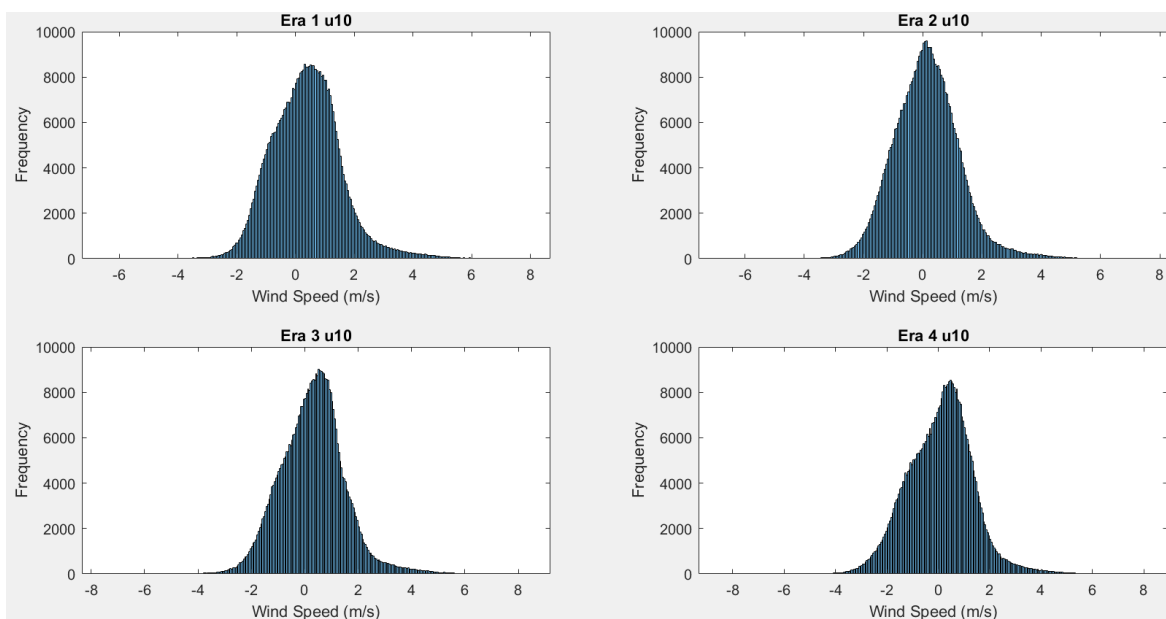 Era 1 u10
10000
8000
6000
4000
2000
0
Frequency
-6 -4 -2 0 2 4 6 8
Wind Speed (m/s)
Era 2 u10
10000
8000
6000
4000
2000
0
Frequency
-6 -4 -2 0 2 4 6 8
Wind Speed (m/s)
Era 3 u10
10000
8000
6000
4000
2000
0
Frequency
-8 -6 -4 -2 0 2 4 6 8
Wind Speed (m/s)
Era 4 u10
10000
8000
6000
4000
2000
0
Frequency
-8 -6 -4 -2 0 2 4 6 8
Wind Speed (m/s)